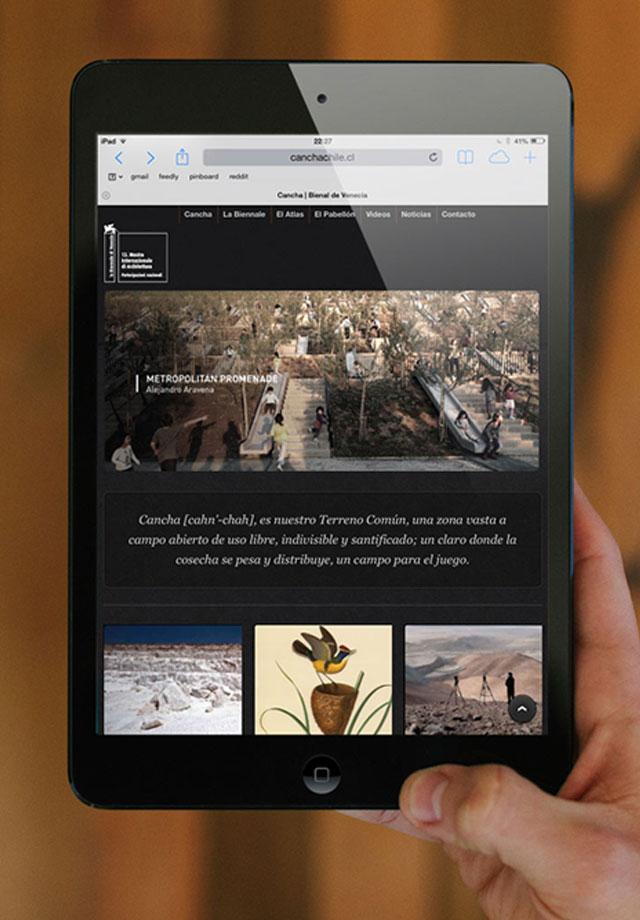 iPad 22:27 41%
canchachile.cl
gmail feedly pinboard reddit
Cancha | Bienal de Venecia
Cancha La Biennale El Atlas El Pabellón Videos Noticias Contacto
la Biennale di Venezia
13. Mostra
Internazionale
di Architettura
Partecipazioni nazionali
METROPOLITAN PROMENADE
Alejandro Aravena
Cancha [cahn'-chah], es nuestro Terreno Común, una zona vasta a
campo abierto de uso libre, indivisible y santificado; un claro donde la
cosecha se pesa y distribuye, un campo para el juego.